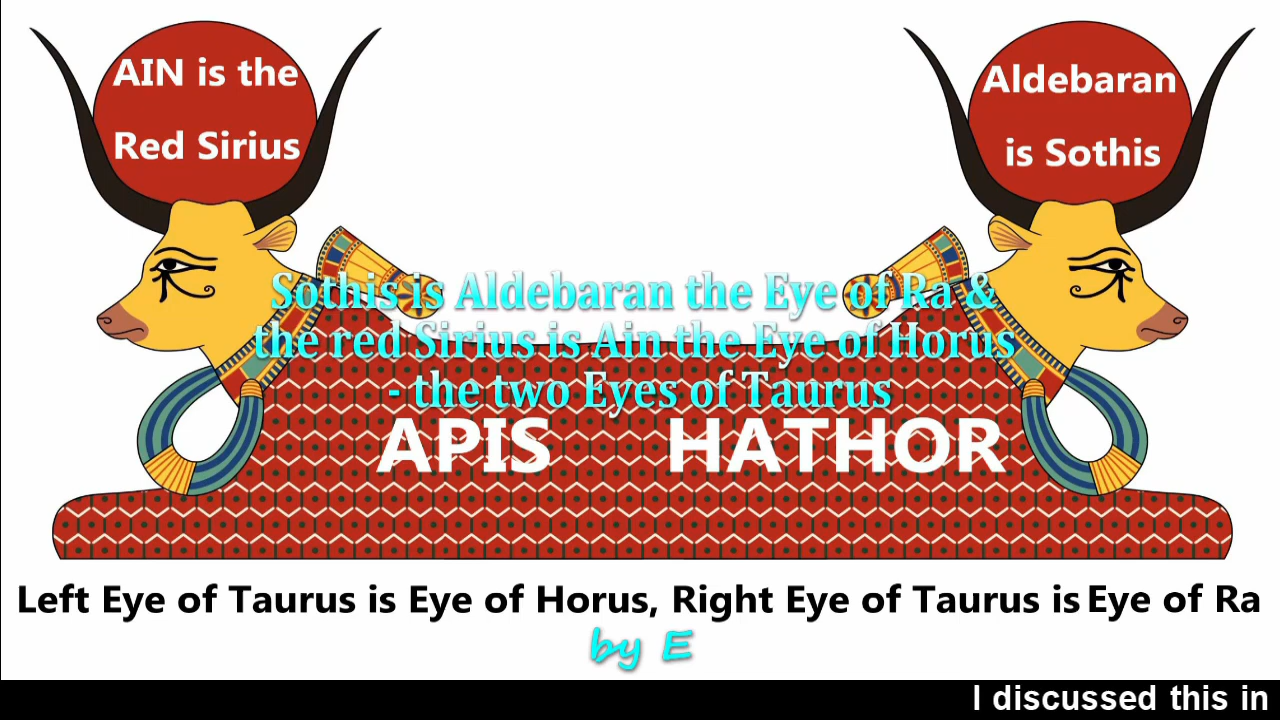 AIN is the
Red Sirius
Aldebaran
is Sothis
Sothis is Aldebaran the Eye of Ra &
the red Sirius is Ain the Eye of Horus
- the two Eyes of Taurus
APIS HATHOR
Left Eye of Taurus is Eye of Horus, Right Eye of Taurus is Eye of Ra
by E
I discussed this in